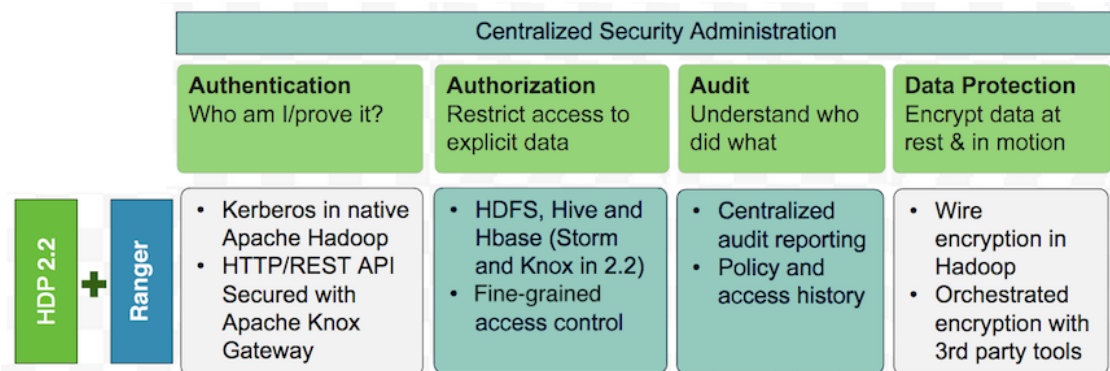 Centralized Security Administration
Authentication
Who am I/prove it?
Authorization
Restrict access to
explicit data
Audit
Understand who
did what
Data Protection
Encrypt data at
rest & in motion
HDP 2.2
+
Ranger
• Kerberos in native
Apache Hadoop
• HTTP/REST API
Secured with
Apache Knox
Gateway
• HDFS, Hive and
Hbase (Storm
and Knox in 2.2)
• Fine-grained
access control
• Centralized
audit reporting
• Policy and
access history
• Wire
encryption in
Hadoop
• Orchestrated
encryption with
3rd party tools